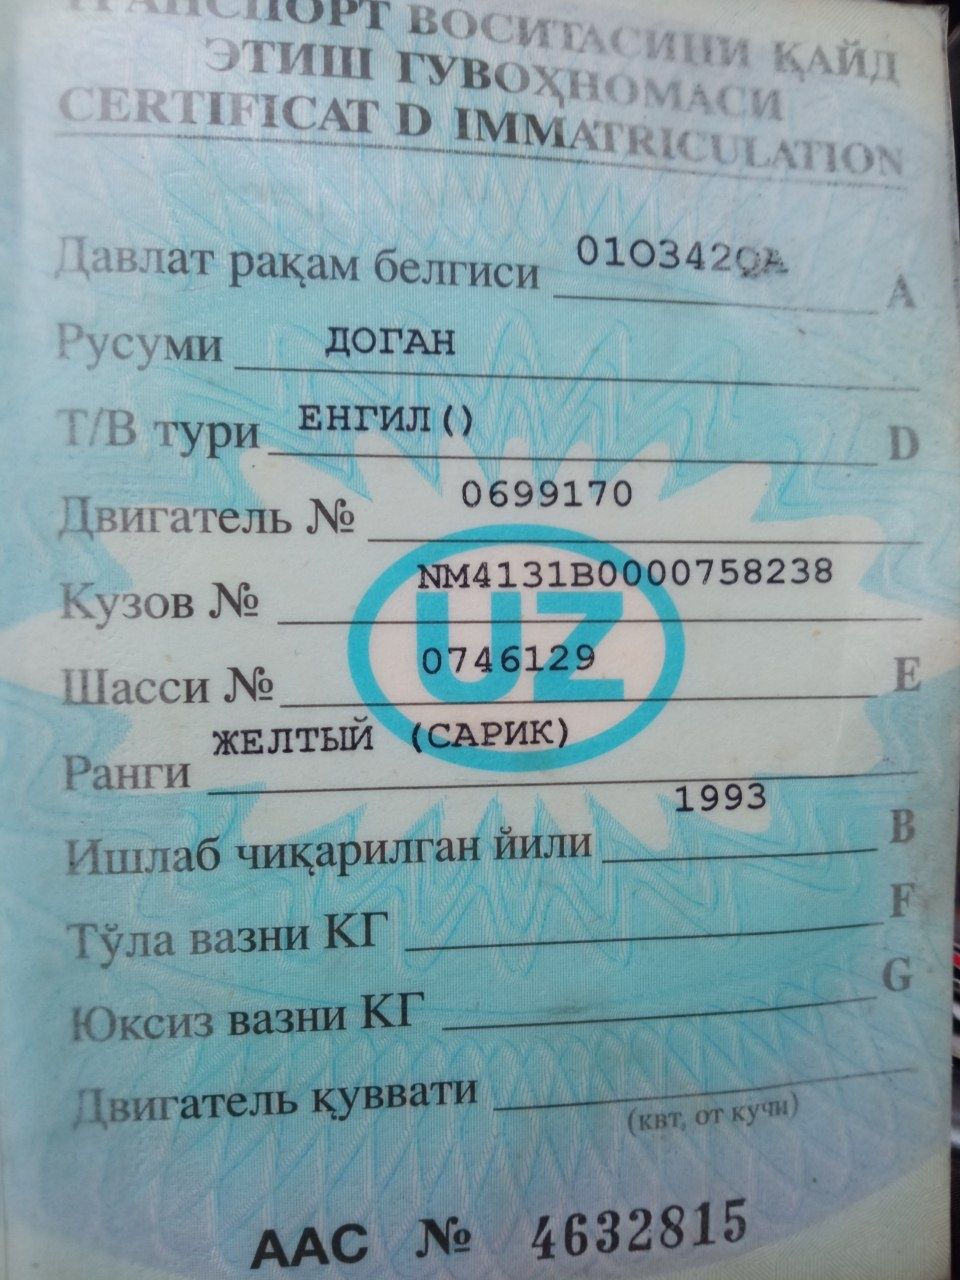 ТРАНСПОРТ ВОСИТАСИНИ ҚАЙД
ЭТИШ ГУВОҲНОМАСИ
CERTIFICAT D IMMATRICULATION
Давлат рақам белгиси 01O342QA A
Русуми ДОГАН
Т/В тури ЕНГИЛ() D
Двигатель № 0699170
Кузов № NM4131B0000758238
UZ
Шасси № 0746129 E
Ранги ЖЕЛТЫЙ (САРИК)
Ишлаб чиқарилган йили 1993 B
Тўла вазни КГ F
Юксиз вазни КГ G
Двигатель қуввати
(квт, от кучи)
ААС № 4632815